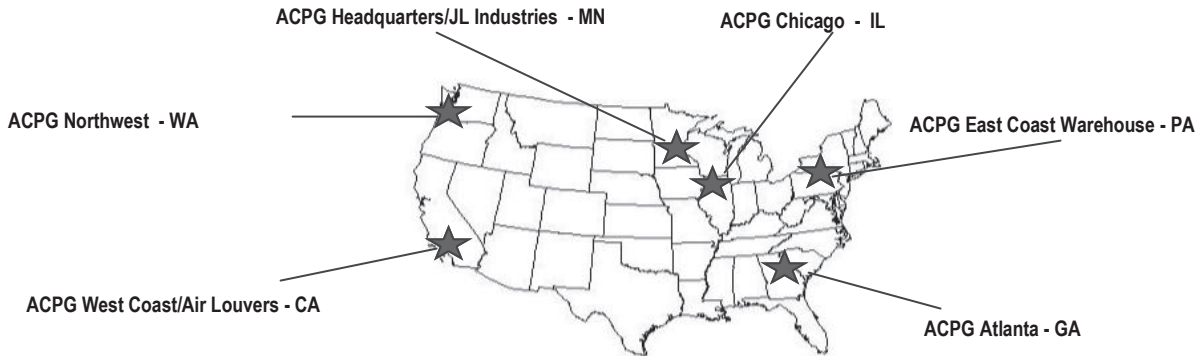 ACPG Headquarters/JL Industries - MN
ACPG Chicago - IL
ACPG Northwest - WA
ACPG East Coast Warehouse - PA
ACPG West Coast/Air Louvers - CA
ACPG Atlanta - GA